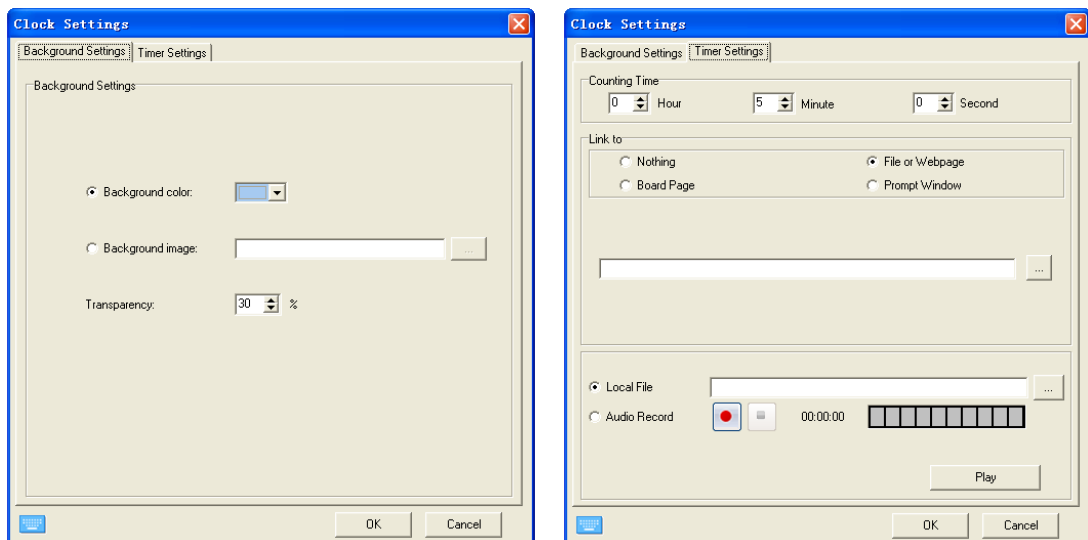 Clock Settings
Background Settings Timer Settings
Background Settings
Background color:
Background image:
...
Transparency: 30 %
OK Cancel
Clock Settings
Background Settings Timer Settings
Counting Time
0 Hour 5 Minute 0 Second
Link to
Nothing File or Webpage
Board Page Prompt Window
...
Local File ...
Audio Record 00:00:00
Play
OK Cancel